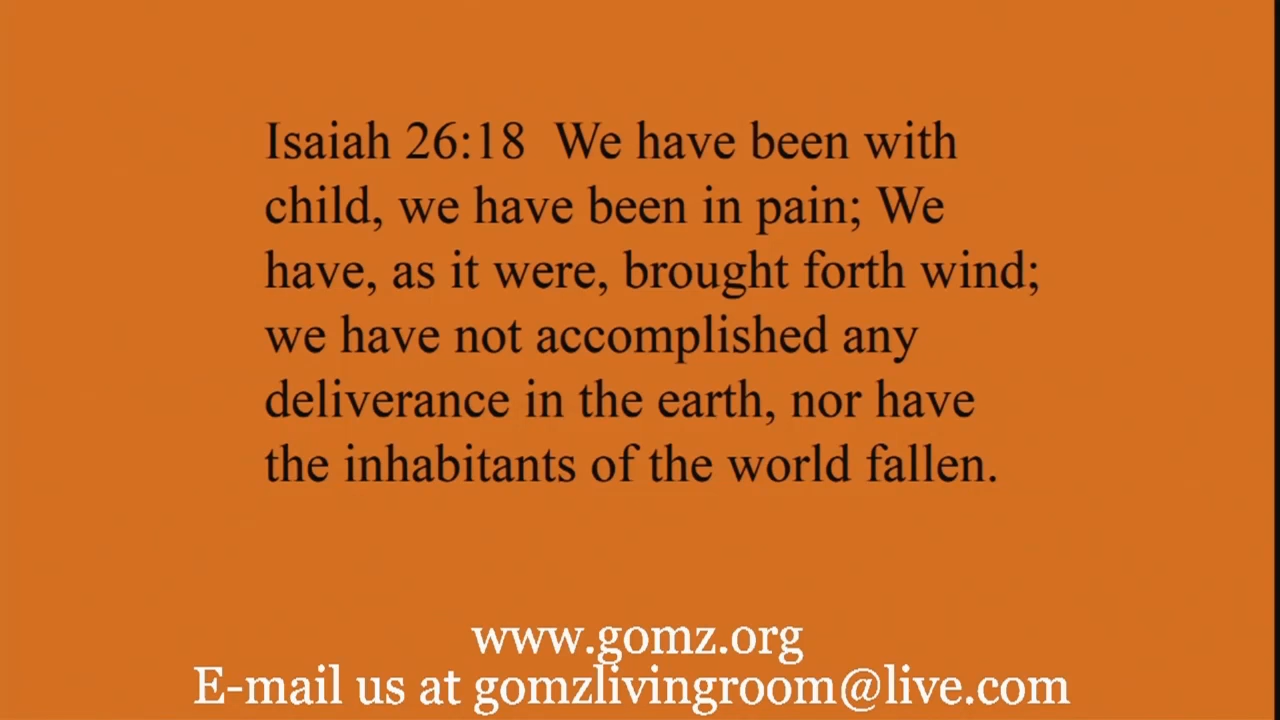 Isaiah 26:18  We have been with
child, we have been in pain; We
have, as it were, brought forth wind;
we have not accomplished any
deliverance in the earth, nor have
the inhabitants of the world fallen.
www.gomz.org
E-mail us at gomzlivingroom@live.com